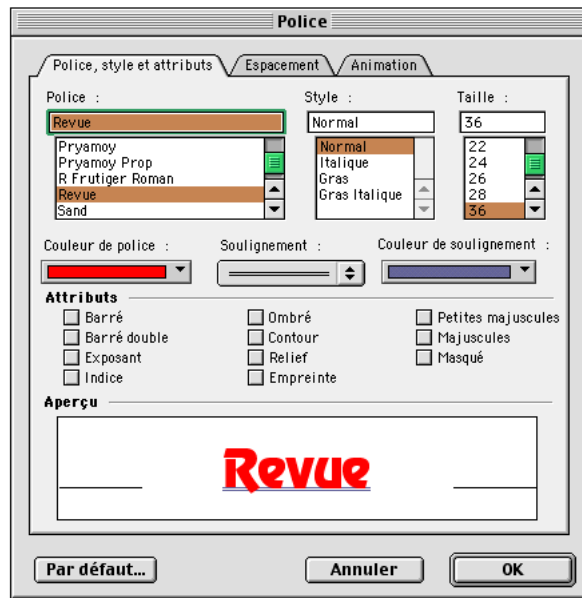 Police
Police, style et attributs Espacement Animation
Police : Style : Taille :
Revue Normal 36
Pryamoy Normal 22
Pryamoy Prop Italique 24
R Frutiger Roman Gras 26
Revue Gras Italique 28
Sand 36
Couleur de police : Soulignement : Couleur de soulignement :
Attributs
Barré Ombré Petites majuscules
Barré double Contour Majuscules
Exposant Relief Masqué
Indice Empreinte
Aperçu
Revue
Par défaut... Annuler OK